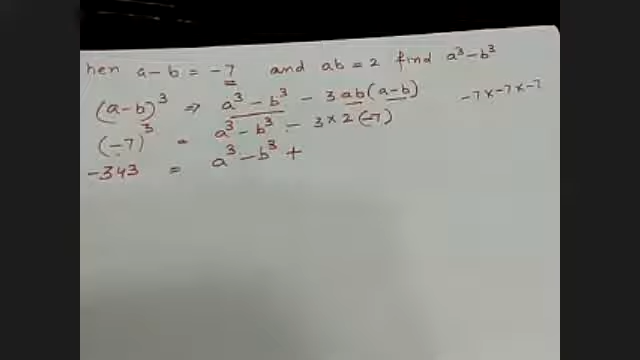 hen a-b = -7 and ab = 2 find a³-b³
(a-b)³ ⇒ a³-b³ - 3ab(a-b) -7×-7×-7
(-7)³ = a³-b³ - 3×2(-7)
-343 = a³-b³ +